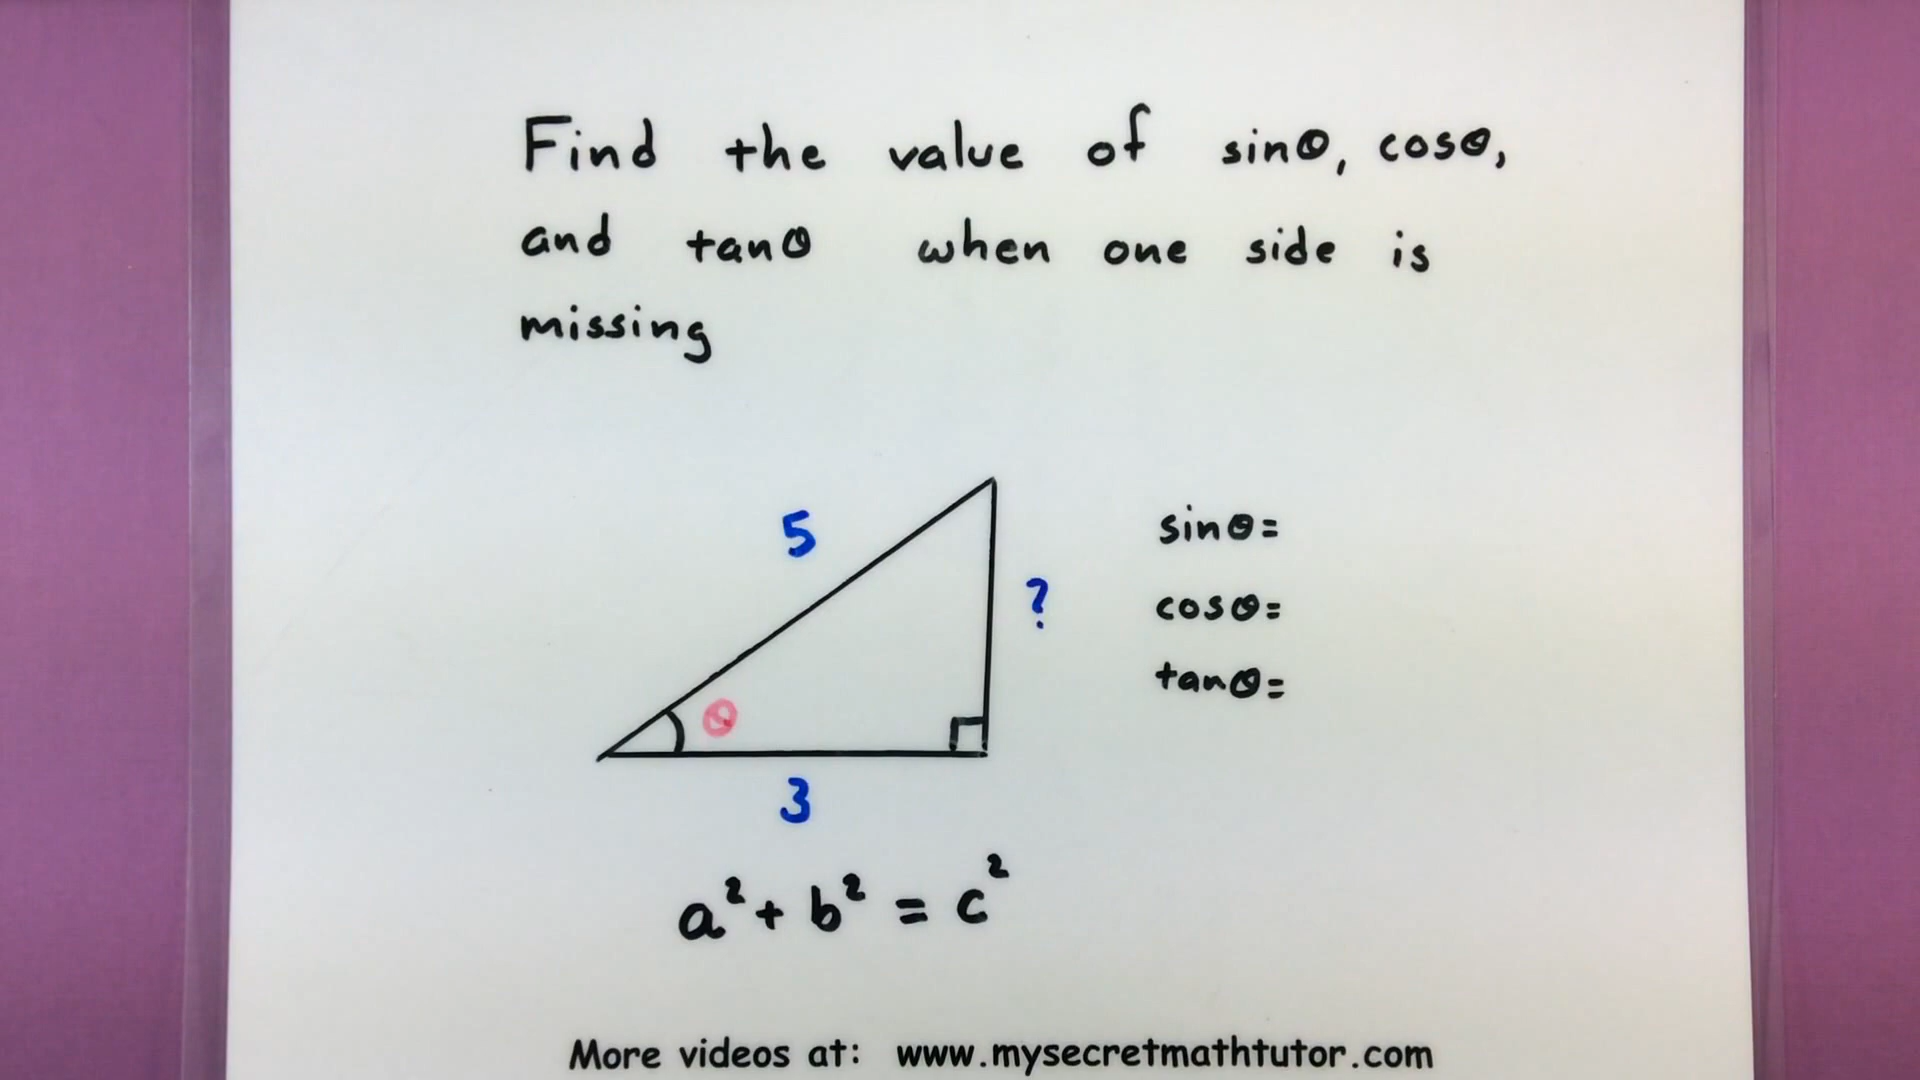 Find the value of sinθ, cosθ,
and tanθ when one side is
missing
5
?
sinθ=
cosθ=
tanθ=
θ
3
a² + b² = c²
More videos at: www.mysecretmathtutor.com